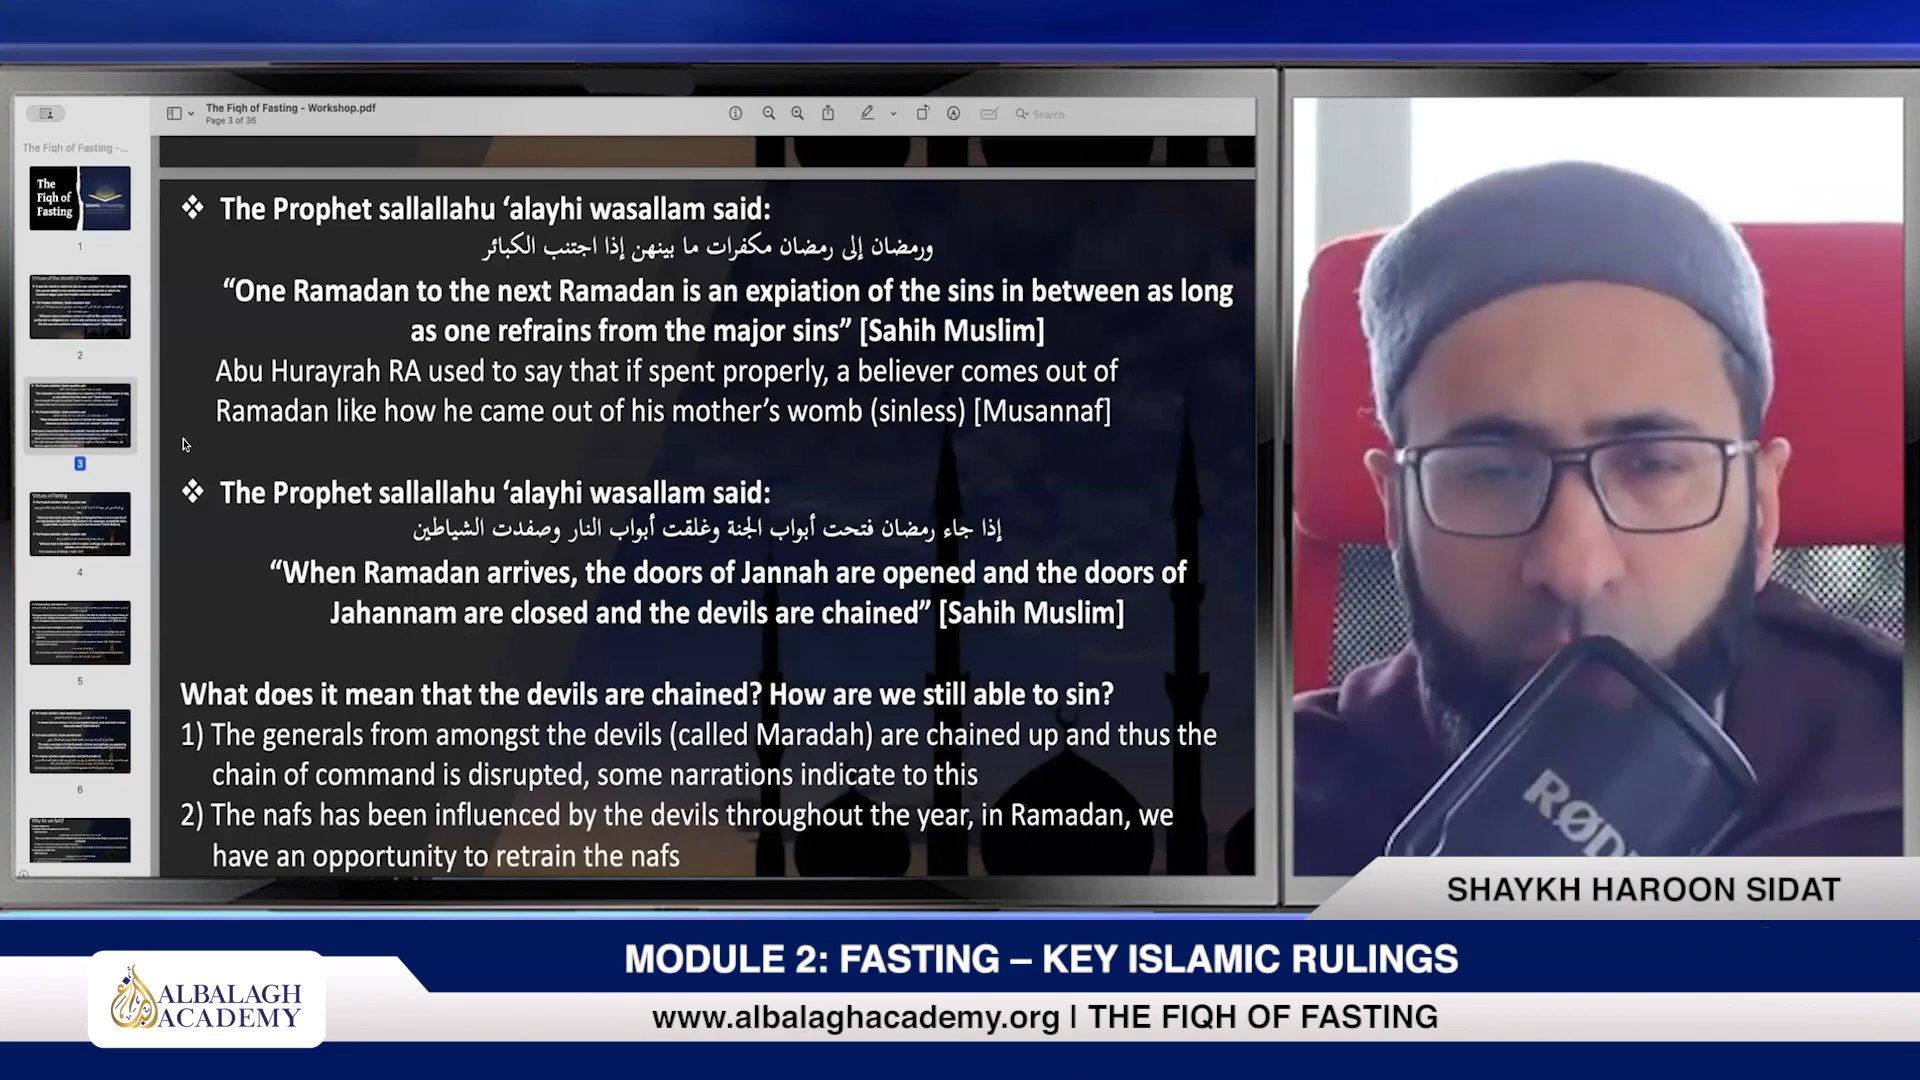 The Fiqh of Fasting - Workshop.pdf
Page 3 of 36
Search
The Fiqh of Fasting -...
The
Fiqh of
Fasting
1
2
3
4
5
6
❖ The Prophet sallallahu ‘alayhi wasallam said:
ورمضان إلى رمضان مكفرات ما بينهن إذا اجتنب الكبائر
“One Ramadan to the next Ramadan is an expiation of the sins in between as long
as one refrains from the major sins” [Sahih Muslim]
Abu Hurayrah RA used to say that if spent properly, a believer comes out of
Ramadan like how he came out of his mother’s womb (sinless) [Musannaf]
❖ The Prophet sallallahu ‘alayhi wasallam said:
إذا جاء رمضان فتحت أبواب الجنة وغلقت أبواب النار وصفدت الشياطين
“When Ramadan arrives, the doors of Jannah are opened and the doors of
Jahannam are closed and the devils are chained” [Sahih Muslim]
What does it mean that the devils are chained? How are we still able to sin?
1) The generals from amongst the devils (called Maradah) are chained up and thus the
chain of command is disrupted, some narrations indicate to this
2) The nafs has been influenced by the devils throughout the year, in Ramadan, we
have an opportunity to retrain the nafs
RØD
SHAYKH HAROON SIDAT
MODULE 2: FASTING – KEY ISLAMIC RULINGS
ALBALAGH
ACADEMY
www.albalaghacademy.org | THE FIQH OF FASTING